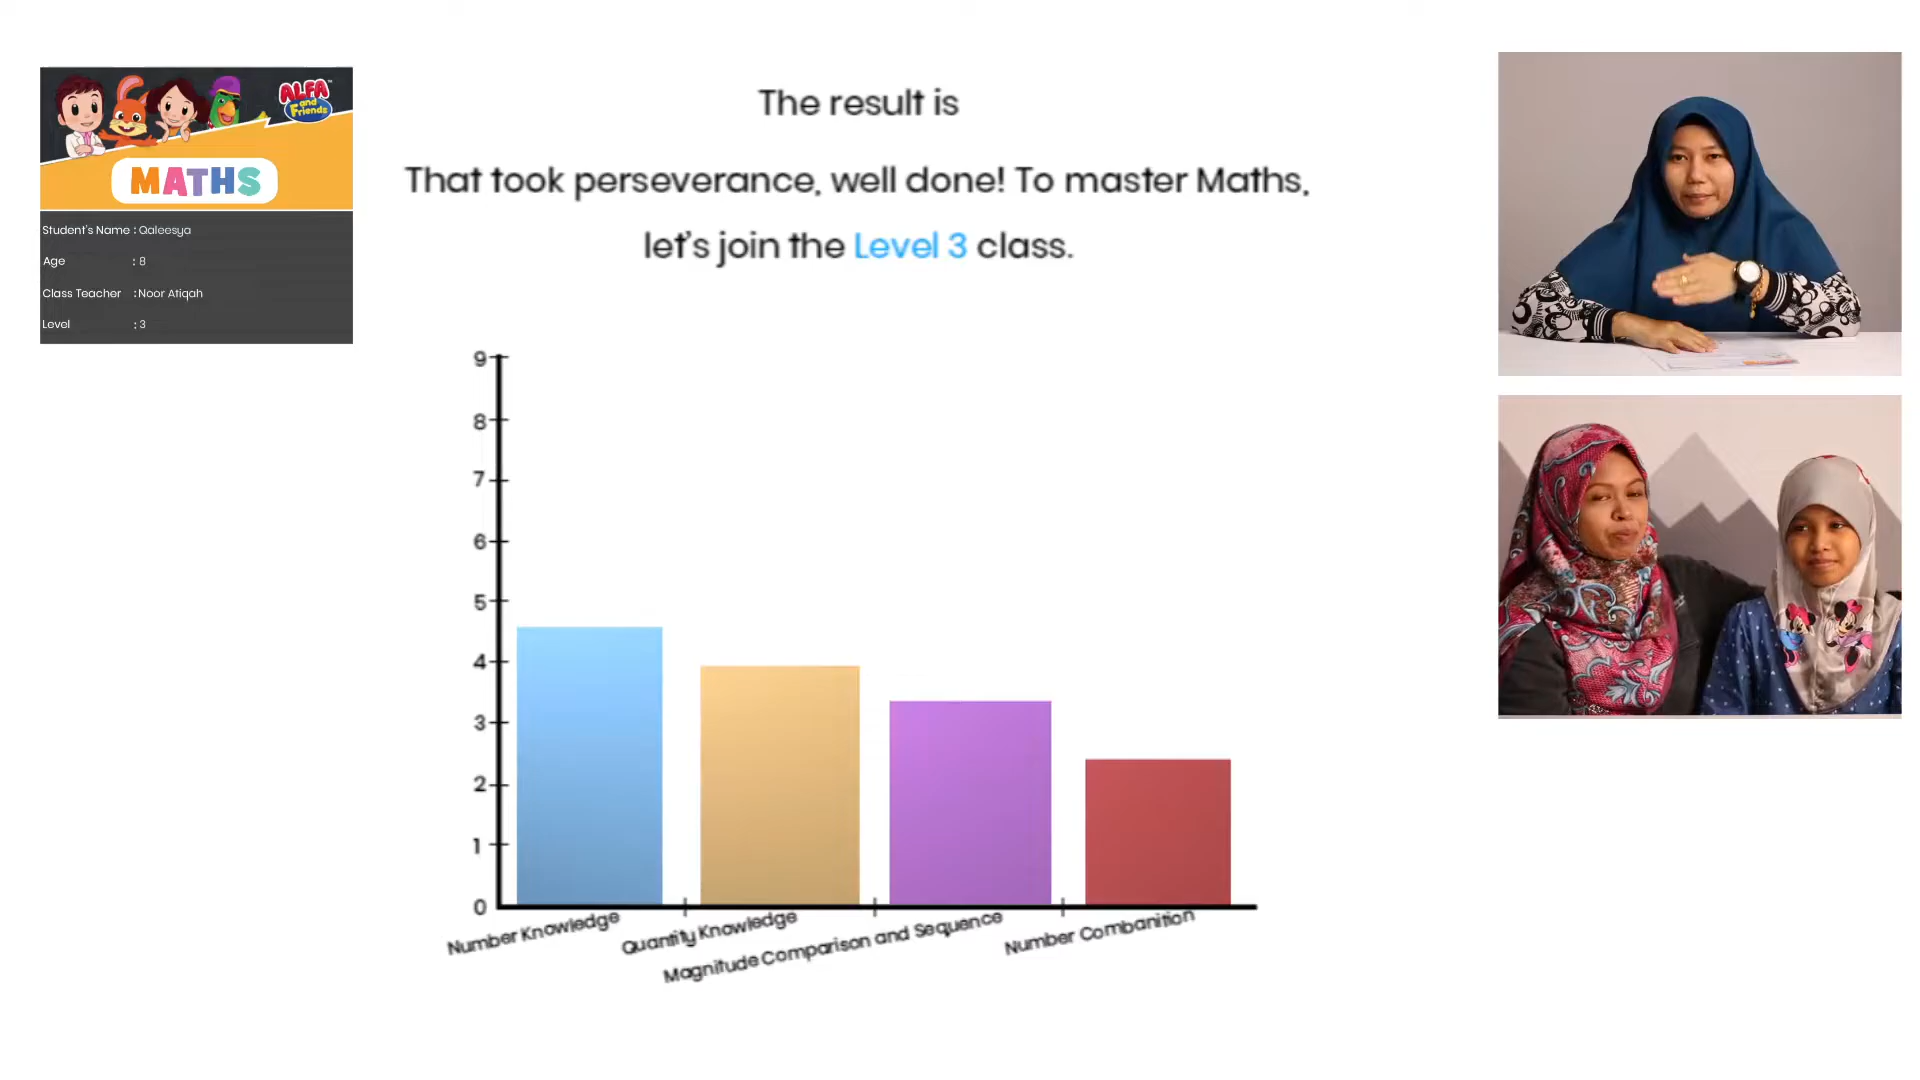 ALFA
and
Friends
MATHS
Student's Name : Qaleesya
Age : 8
Class Teacher : Noor Atiqah
Level : 3
The result is
That took perseverance, well done! To master Maths,
let's join the Level 3 class.
9
8
7
6
5
4
3
2
1
0
Number Knowledge
Quantity Knowledge
Magnitude Comparison and Sequence
Number Combanition